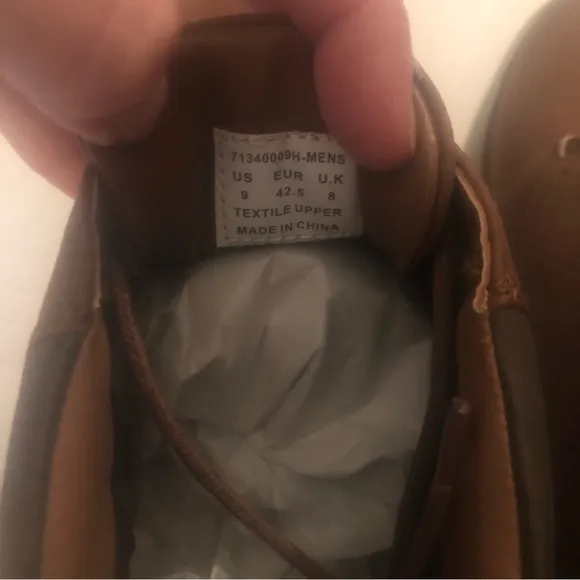 71340089H-MENS
US EUR U.K
9 42.5 8
TEXTILE UPPER
MADE IN CHINA